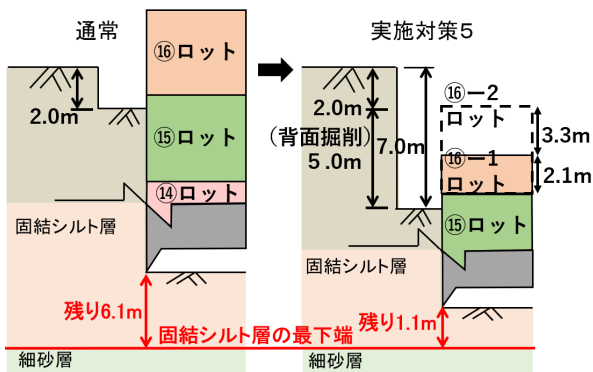 通常
実施対策5
⑯ロット
2.0m
⑮ロット
⑭ロット
固結シルト層
残り6.1m
細砂層
⑯ー2
ロット
2.0m
(背面掘削)
5.0m
7.0m
3.3m
⑯ー1
ロット
2.1m
⑮ロット
固結シルト層
残り1.1m
固結シルト層の最下端
細砂層